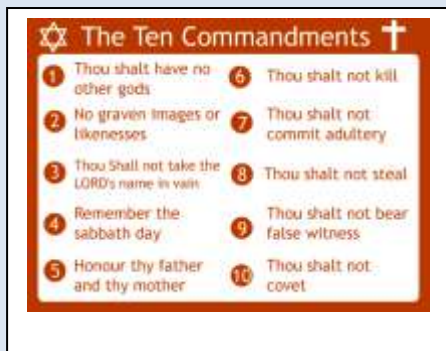 The Ten Commandments
1 Thou shalt have no
other gods
2 No graven images or
likenesses
3 Thou Shall not take the
LORD's name in vain
4 Remember the
sabbath day
5 Honour thy father
and thy mother
6 Thou shalt not kill
7 Thou shalt not
commit adultery
8 Thou shalt not steal
9 Thou shalt not bear
false witness
10 Thou shalt not
covet